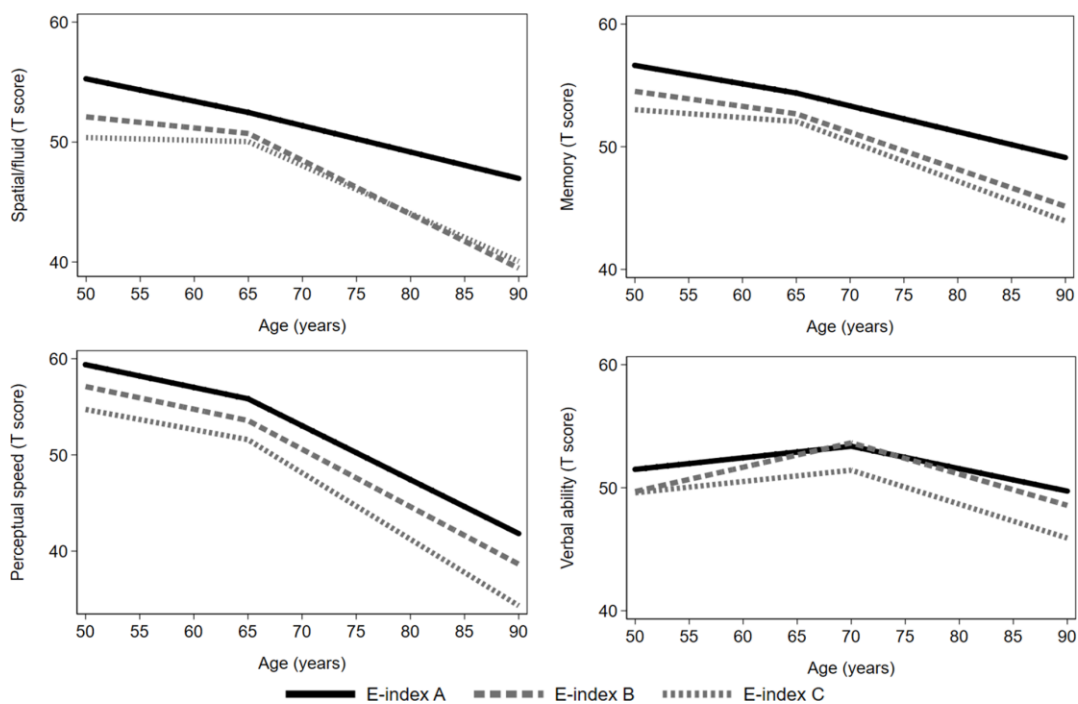 Spatial/fluid (T score)
60
50
40
50 55 60 65 70 75 80 85 90
Age (years)
Memory (T score)
60
50
40
50 55 60 65 70 75 80 85 90
Age (years)
Perceptual speed (T score)
60
50
40
50 55 60 65 70 75 80 85 90
Age (years)
Verbal ability (T score)
60
50
40
50 55 60 65 70 75 80 85 90
Age (years)
E-index A E-index B E-index C